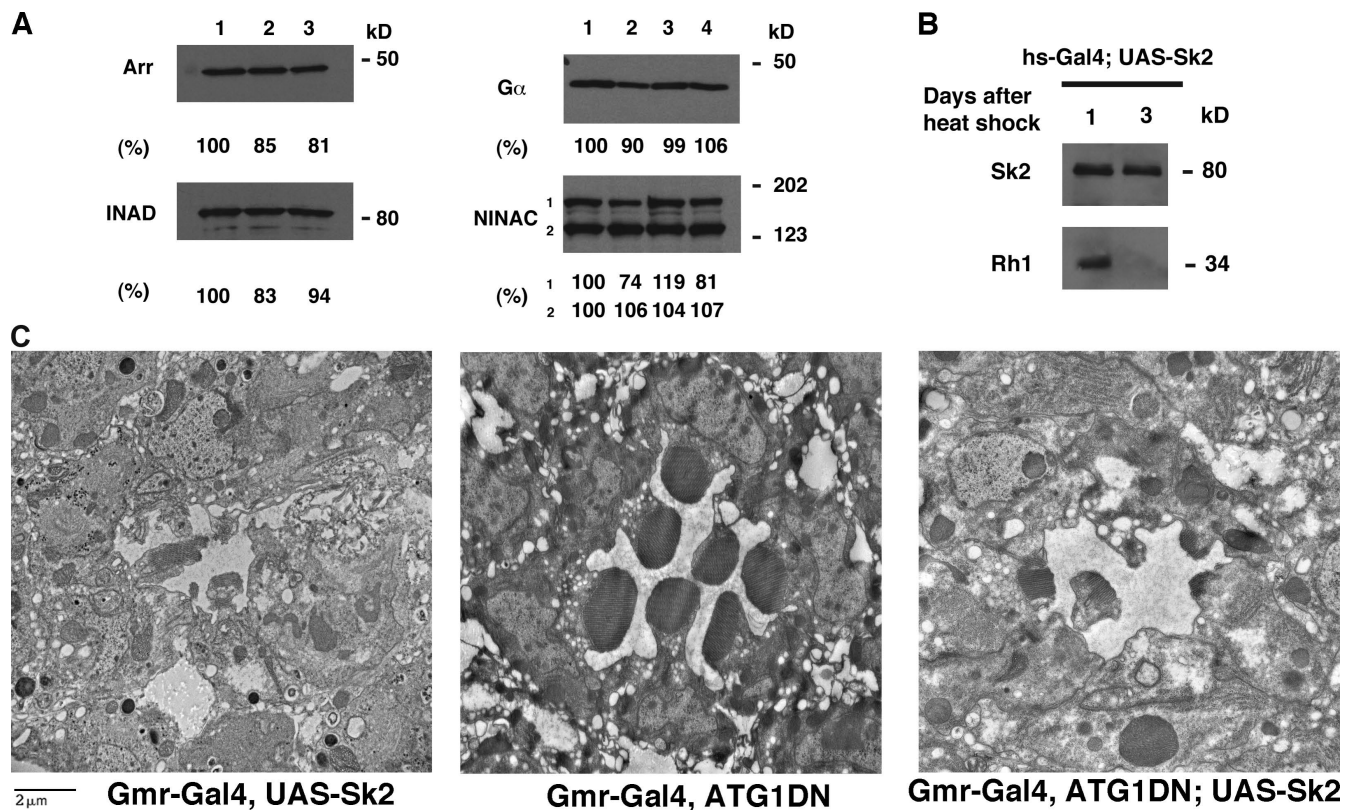 A
1 2 3 kD
Arr - 50
(%) 100 85 81
INAD - 80
(%) 100 83 94
1 2 3 4 kD
Gα - 50
(%) 100 90 99 106
- 202
NINAC 1
2
- 123
(%) 1 100 74 119 81
2 100 106 104 107
B
hs-Gal4; UAS-Sk2
Days after
heat shock 1 3 kD
Sk2 - 80
Rh1 - 34
C
2μm
Gmr-Gal4, UAS-Sk2
Gmr-Gal4, ATG1DN
Gmr-Gal4, ATG1DN; UAS-Sk2